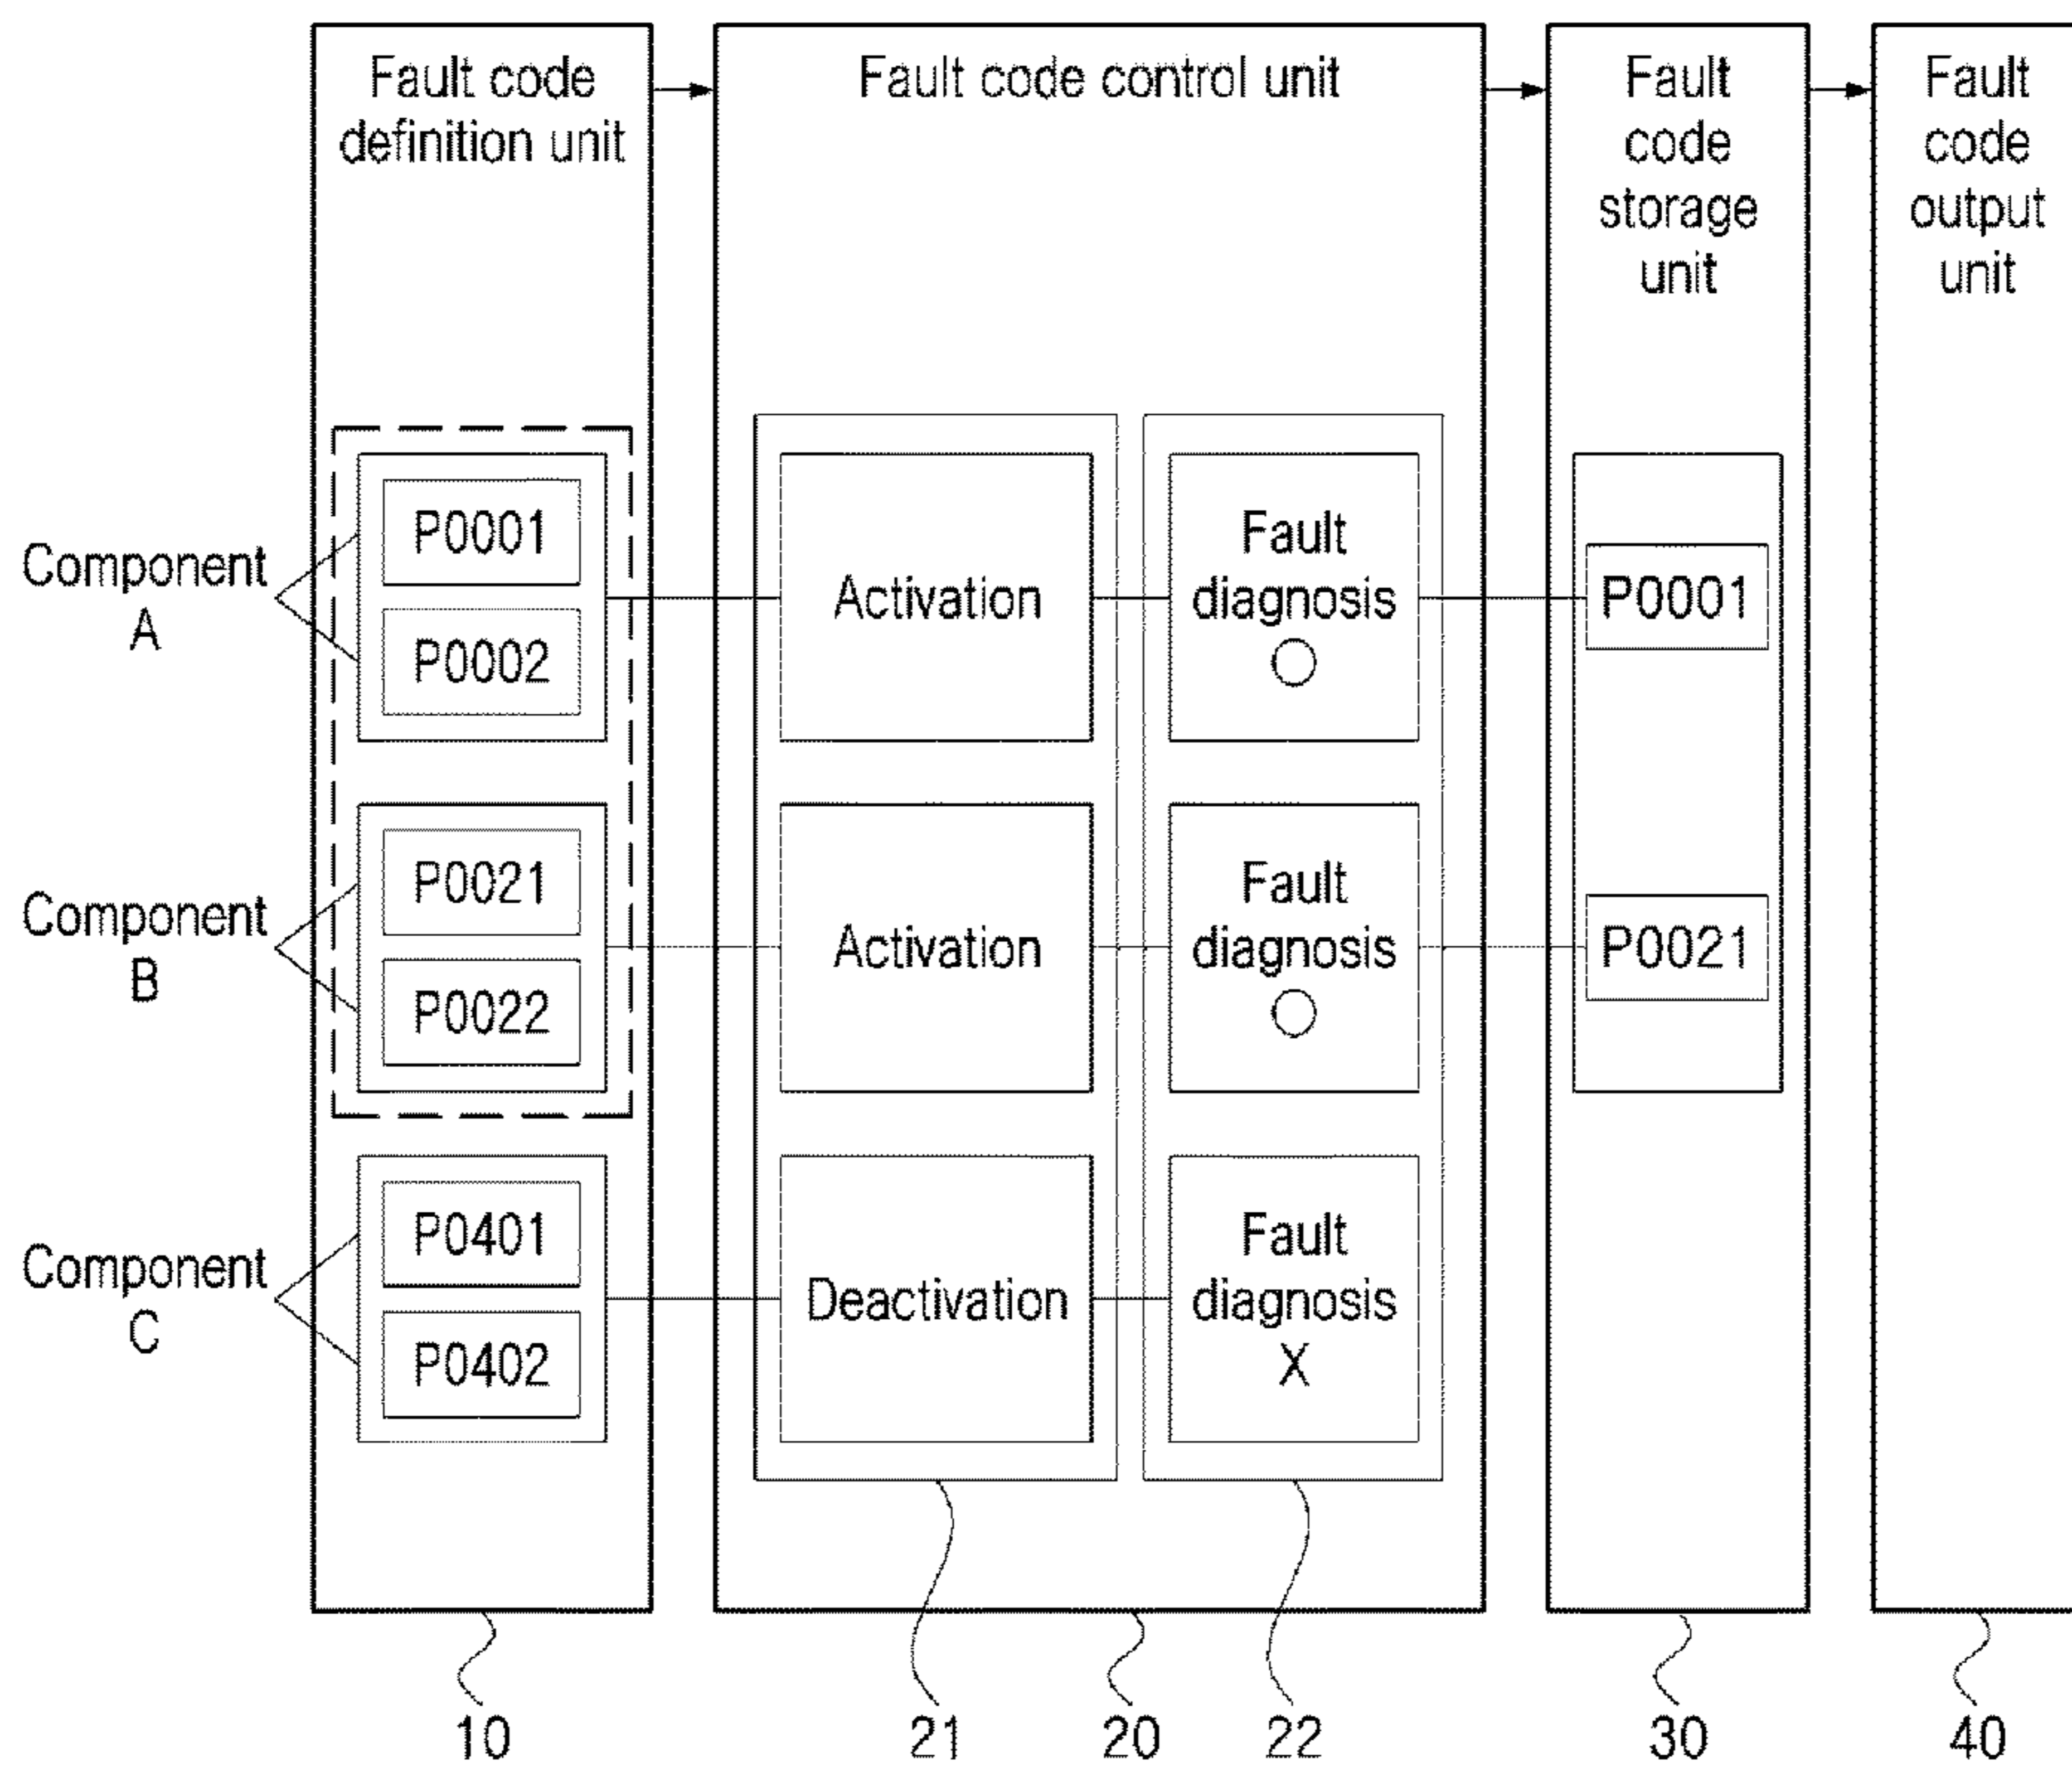 Fault code
definition unit
Fault code control unit
Fault
code
storage
unit
Fault
code
output
unit
Component
A
P0001
P0002
Activation
Fault
diagnosis
P0001
Component
B
P0021
P0022
Activation
Fault
diagnosis
P0021
Component
C
P0401
P0402
Deactivation
Fault
diagnosis
X
10
21
20
22
30
40